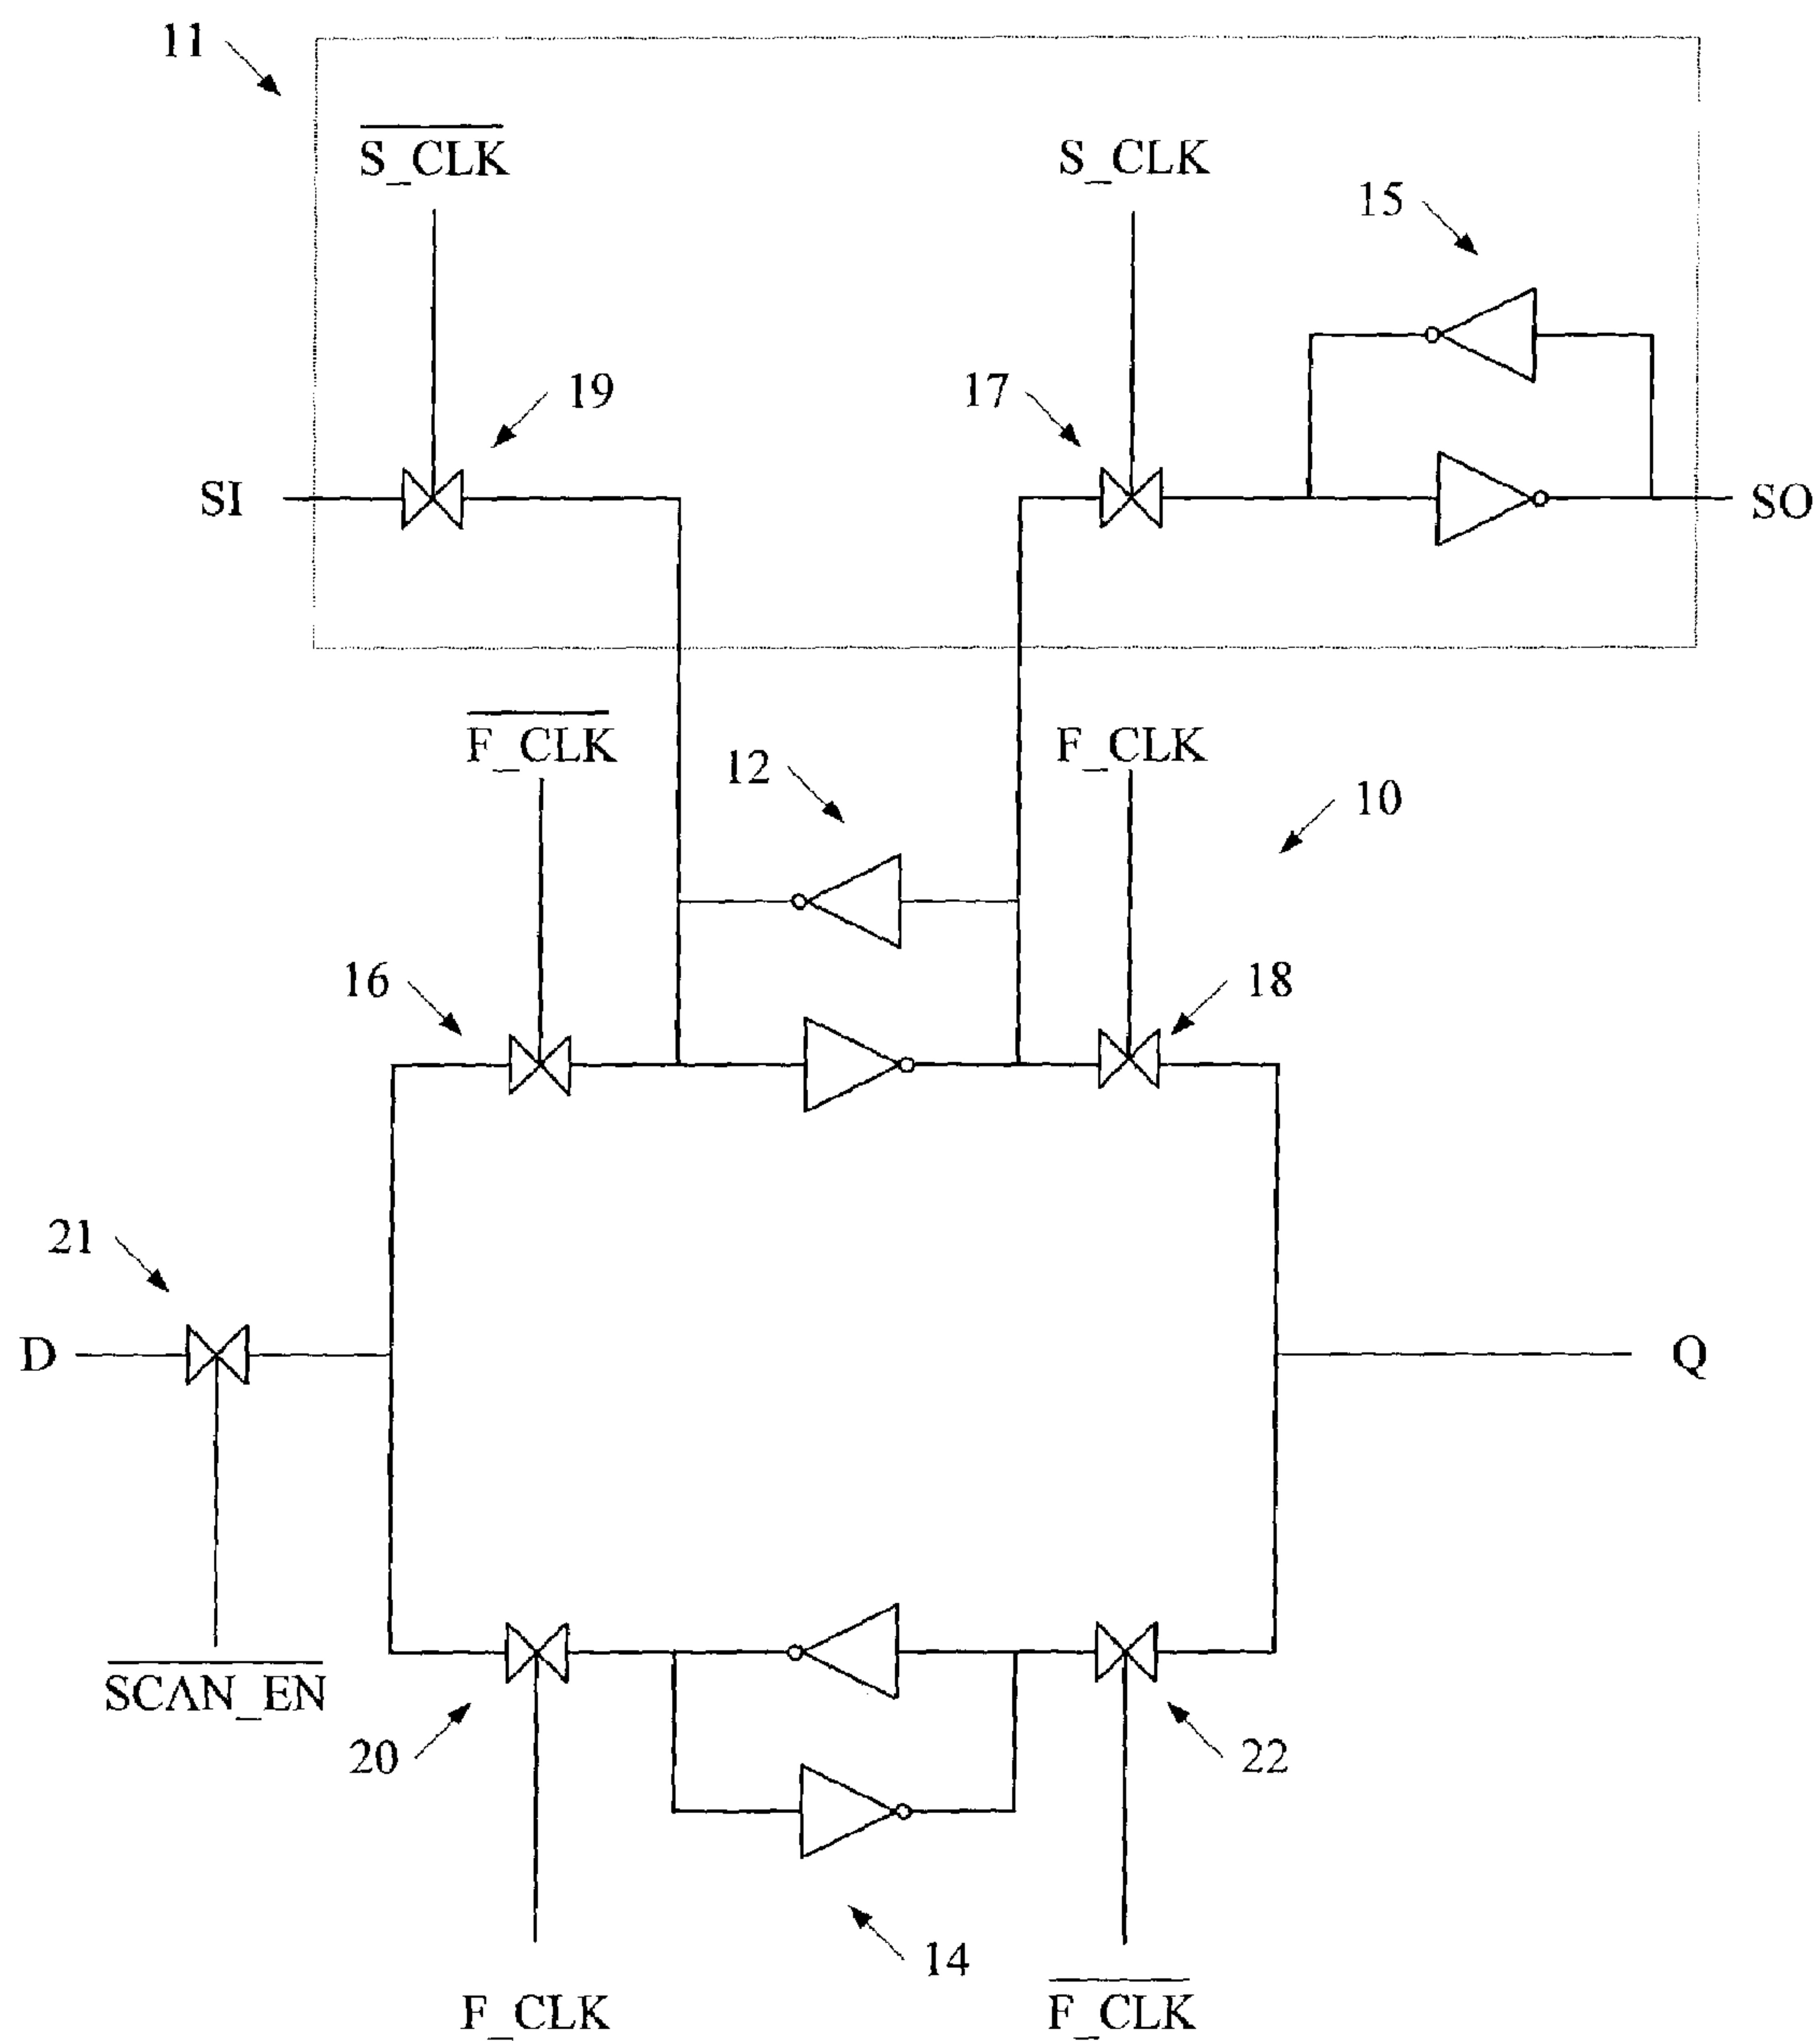 11
S_CLK
S_CLK
15
19
17
SI
SO
F_CLK
12
F_CLK
10
16
18
21
D
Q
SCAN_EN
20
22
14
F_CLK
F_CLK